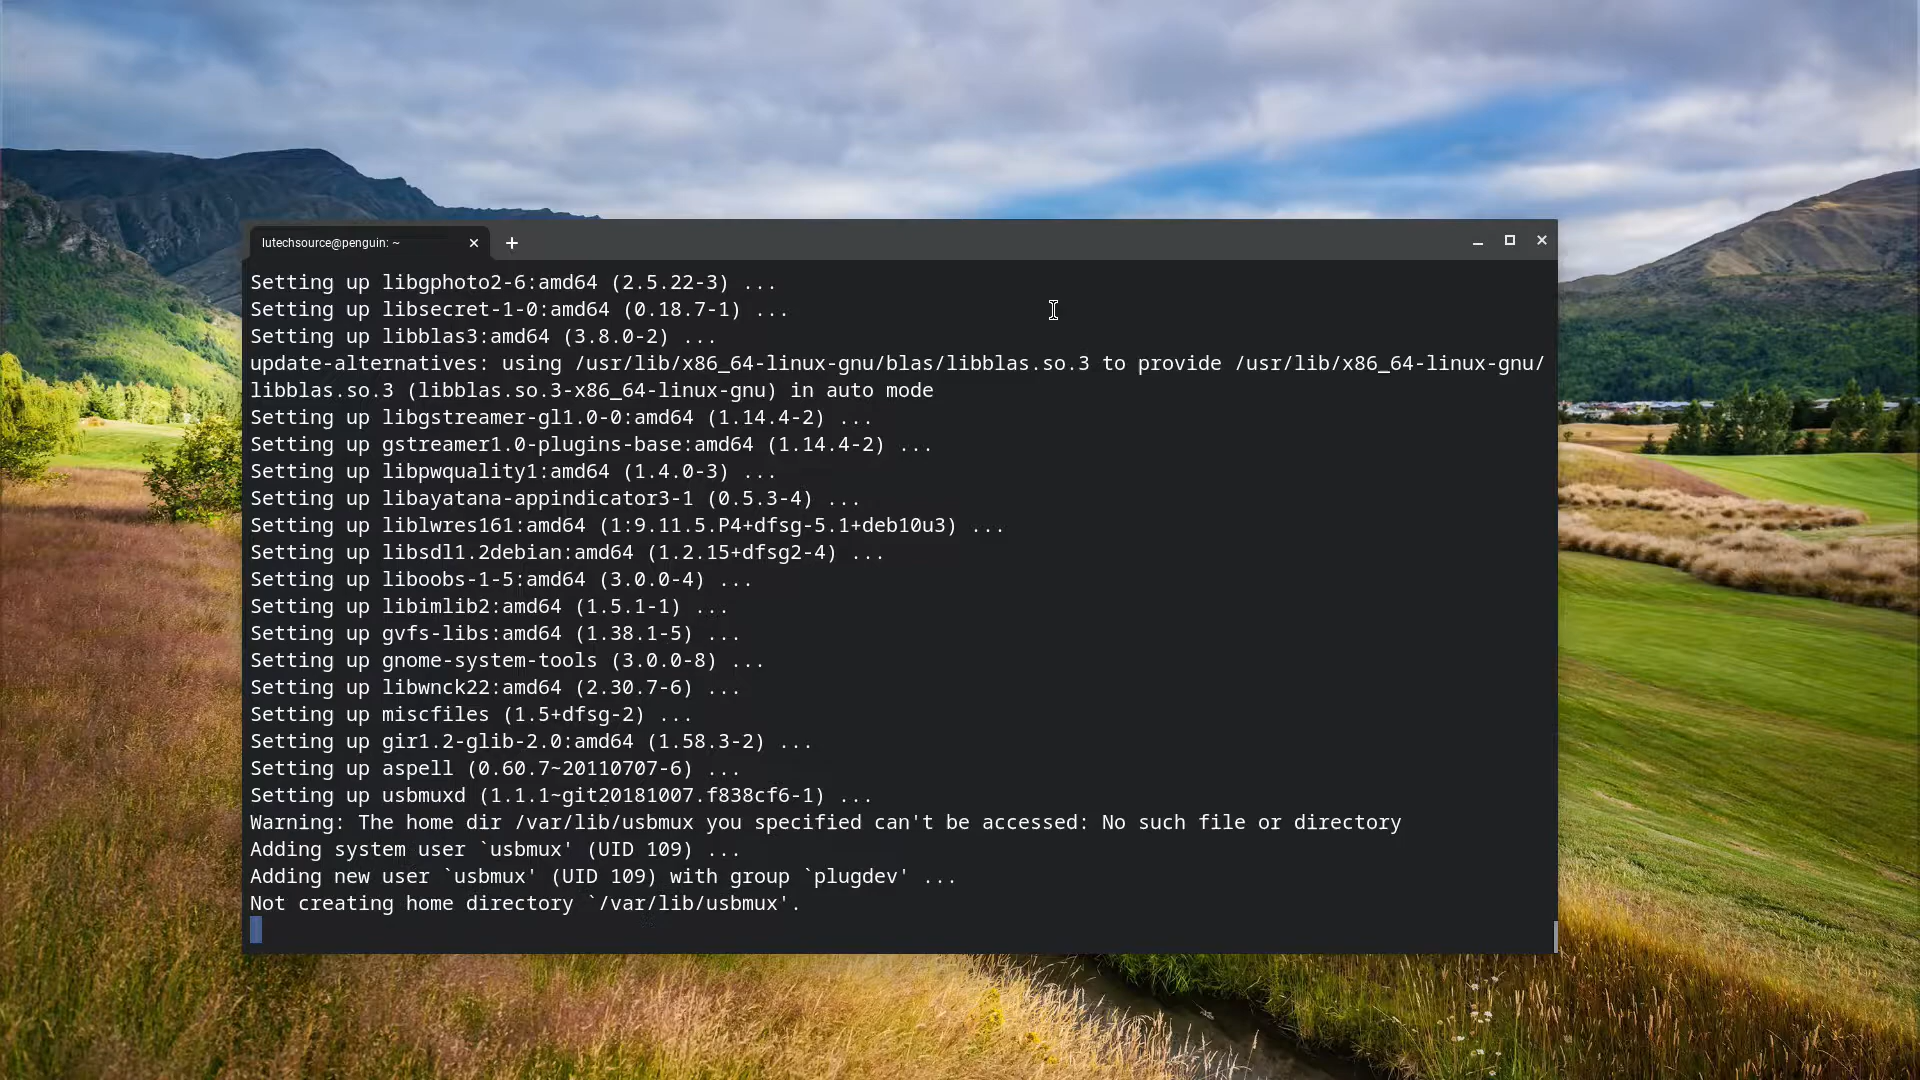 lutechsource@penguin: ~
Setting up libgphoto2-6:amd64 (2.5.22-3) ...
Setting up libsecret-1-0:amd64 (0.18.7-1) ...
Setting up libblas3:amd64 (3.8.0-2) ...
update-alternatives: using /usr/lib/x86_64-linux-gnu/blas/libblas.so.3 to provide /usr/lib/x86_64-linux-gnu/
libblas.so.3 (libblas.so.3-x86_64-linux-gnu) in auto mode
Setting up libgstreamer-gl1.0-0:amd64 (1.14.4-2) ...
Setting up gstreamer1.0-plugins-base:amd64 (1.14.4-2) ...
Setting up libpwquality1:amd64 (1.4.0-3) ...
Setting up libayatana-appindicator3-1 (0.5.3-4) ...
Setting up liblwres161:amd64 (1:9.11.5.P4+dfsg-5.1+deb10u3) ...
Setting up libsdl1.2debian:amd64 (1.2.15+dfsg2-4) ...
Setting up liboobs-1-5:amd64 (3.0.0-4) ...
Setting up libimlib2:amd64 (1.5.1-1) ...
Setting up gvfs-libs:amd64 (1.38.1-5) ...
Setting up gnome-system-tools (3.0.0-8) ...
Setting up libwnck22:amd64 (2.30.7-6) ...
Setting up miscfiles (1.5+dfsg-2) ...
Setting up gir1.2-glib-2.0:amd64 (1.58.3-2) ...
Setting up aspell (0.60.7~20110707-6) ...
Setting up usbmuxd (1.1.1~git20181007.f838cf6-1) ...
Warning: The home dir /var/lib/usbmux you specified can't be accessed: No such file or directory
Adding system user `usbmux' (UID 109) ...
Adding new user `usbmux' (UID 109) with group `plugdev' ...
Not creating home directory `/var/lib/usbmux'.